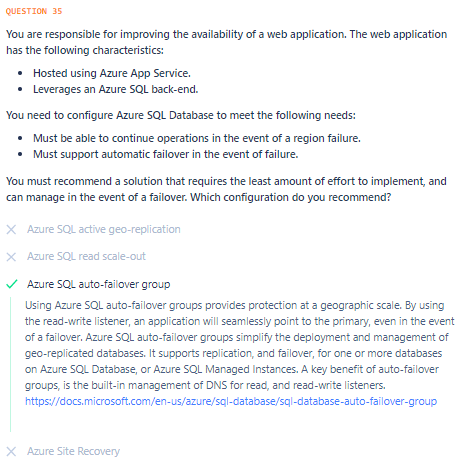 QUESTION 35
You are responsible for improving the availability of a web application. The web application
has the following characteristics:
• Hosted using Azure App Service.
• Leverages an Azure SQL back-end.
You need to configure Azure SQL Database to meet the following needs:
• Must be able to continue operations in the event of a region failure.
• Must support automatic failover in the event of failure.
You must recommend a solution that requires the least amount of effort to implement, and
can manage in the event of a failover. Which configuration do you recommend?
Azure SQL active geo-replication
Azure SQL read scale-out
Azure SQL auto-failover group
Using Azure SQL auto-failover groups provides protection at a geographic scale. By using
the read-write listener, an application will seamlessly point to the primary, even in the event
of a failover. Azure SQL auto-failover groups simplify the deployment and management of
geo-replicated databases. It supports replication, and failover, for one or more databases
on Azure SQL Database, or Azure SQL Managed Instances. A key benefit of auto-failover
groups, is the built-in management of DNS for read, and read-write listeners.
https://docs.microsoft.com/en-us/azure/sql-database/sql-database-auto-failover-group
Azure Site Recovery